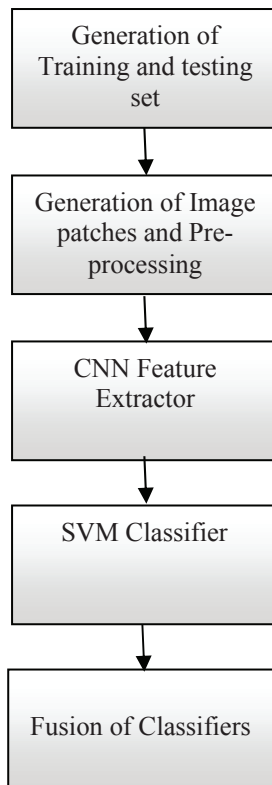 Generation of
Training and testing
set
Generation of Image
patches and Pre-
processing
CNN Feature
Extractor
SVM Classifier
Fusion of Classifiers